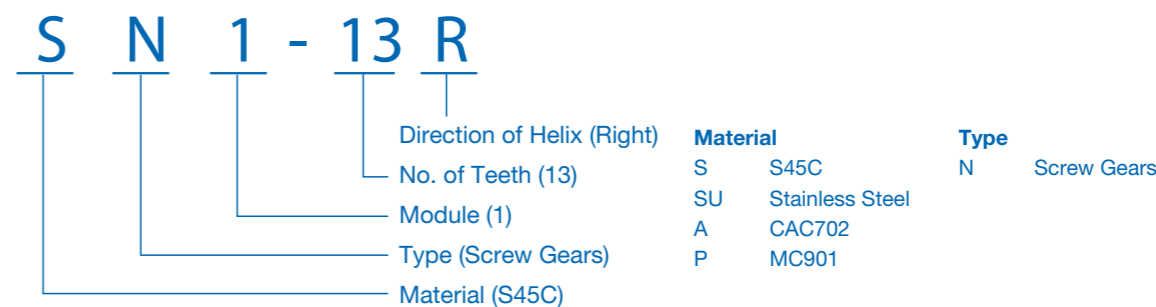 S N 1 - 13 R
Direction of Helix (Right)
No. of Teeth (13)
Module (1)
Type (Screw Gears)
Material (S45C)
Material
S S45C
SU Stainless Steel
A CAC702
P MC901
Type
N Screw Gears